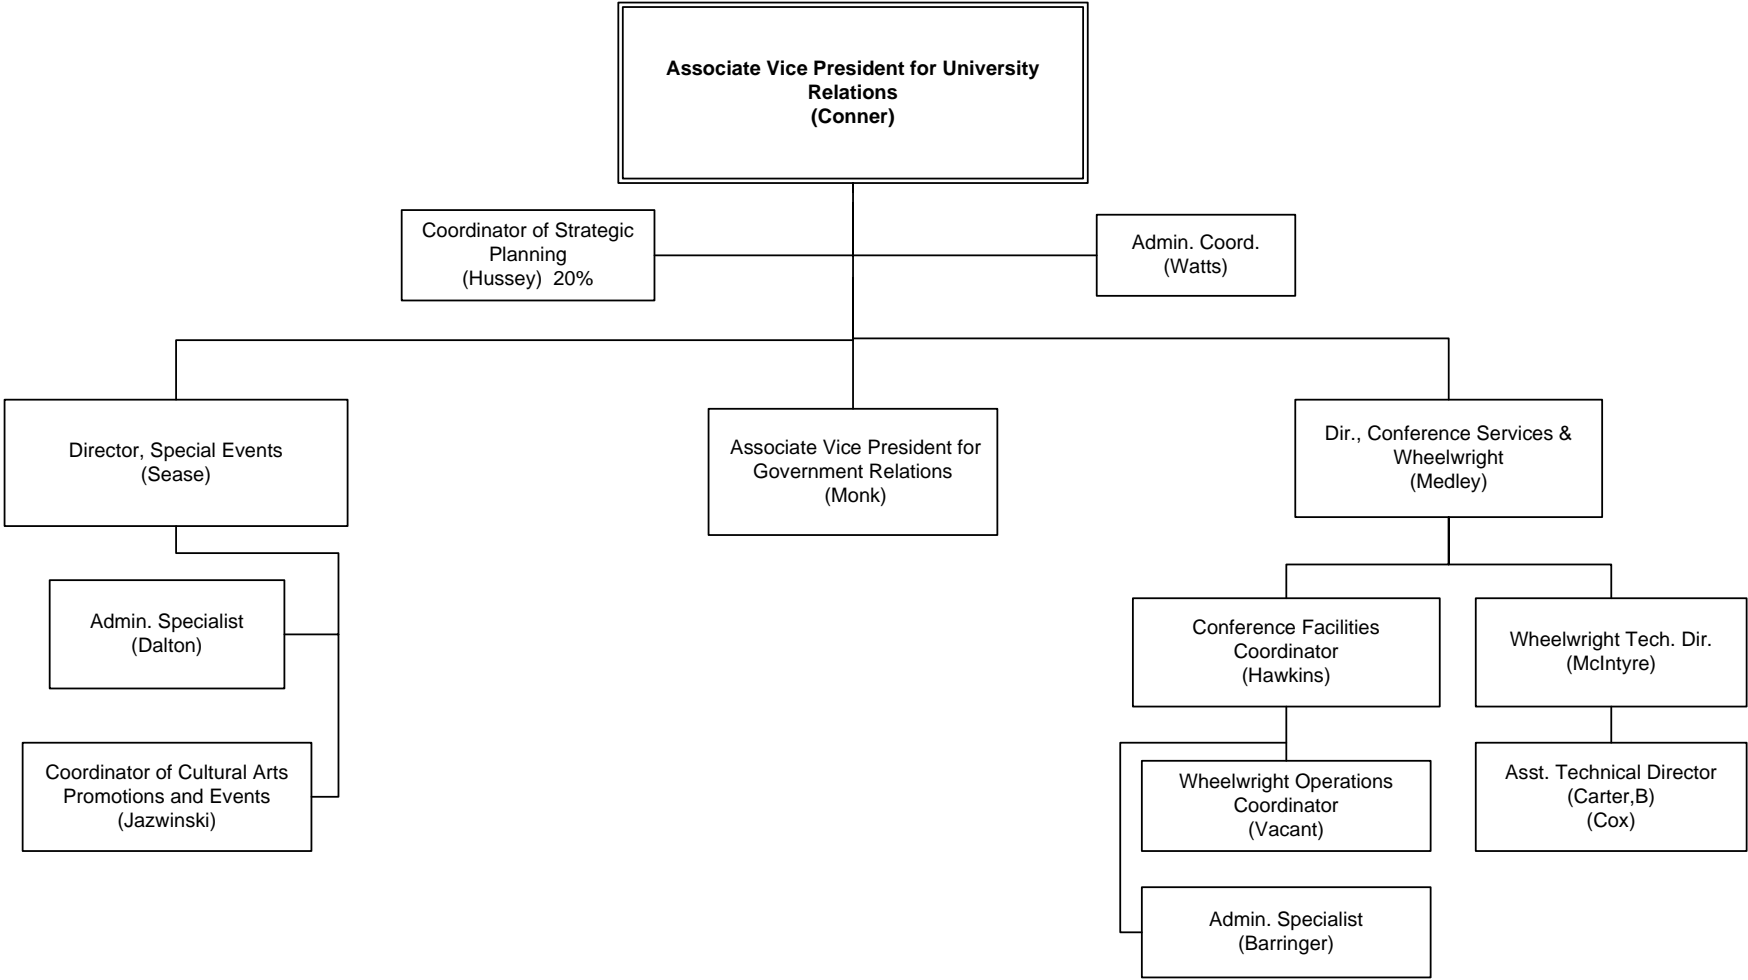 Associate Vice President for University
Relations
(Conner)
Coordinator of Strategic
Planning
(Hussey)  20%
Admin. Coord.
(Watts)
Director, Special Events
(Sease)
Associate Vice President for
Government Relations
(Monk)
Dir., Conference Services &
Wheelwright
(Medley)
Admin. Specialist
(Dalton)
Conference Facilities
Coordinator
(Hawkins)
Wheelwright Tech. Dir.
(McIntyre)
Coordinator of Cultural Arts
Promotions and Events
(Jazwinski)
Wheelwright Operations
Coordinator
(Vacant)
Asst. Technical Director
(Carter,B)
(Cox)
Admin. Specialist
(Barringer)